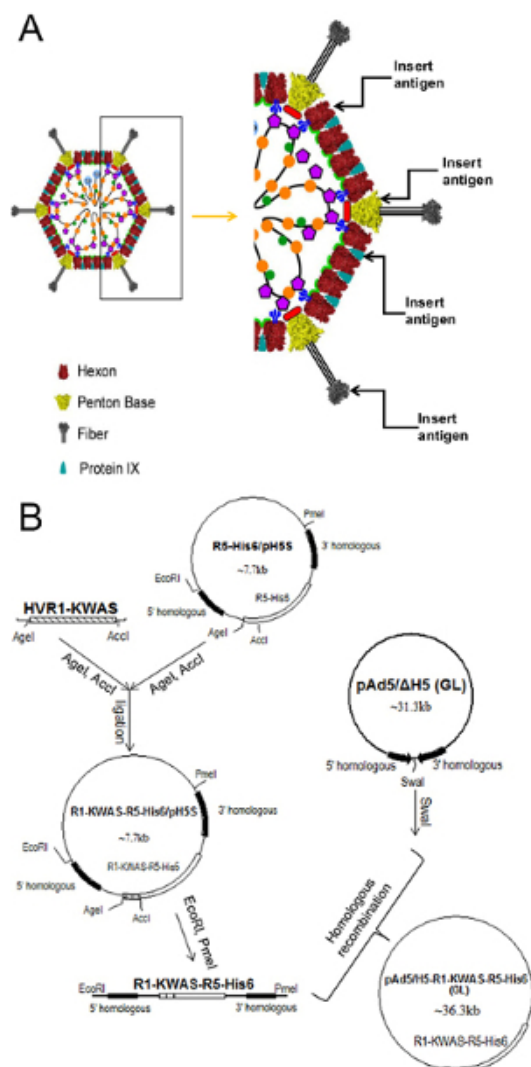 A
Insert
antigen
Insert
antigen
Insert
antigen
Insert
antigen
Hexon
Penton Base
Fiber
Protein IX
B
PmeI
R5-His6/pH5S
~7.7kb
3' homologous
R5-His6
EcoRI
5' homologous
AgeI
AccI
HVR1-KWAS
AgeI
AccI
AgeI, AccI
AgeI, AccI
ligation
pAd5/ΔH5 (GL)
~31.3kb
5' homologous
3' homologous
SwaI
SwaI
PmeI
R1-KWAS-R5-His6/pH5S
3' homologous
~7.7kb
EcoRI
R1-KWAS-R5-His6
5' homologous
AgeI
AccI
EcoRI, PmeI
Homologous
recombination
R1-KWAS-R5-His6
EcoRI
PmeI
5' homologous
3' homologous
pAd5/H5-R1-KWAS-R5-His6
(GL)
~36.3kb
R1-KWAS-R5-His6